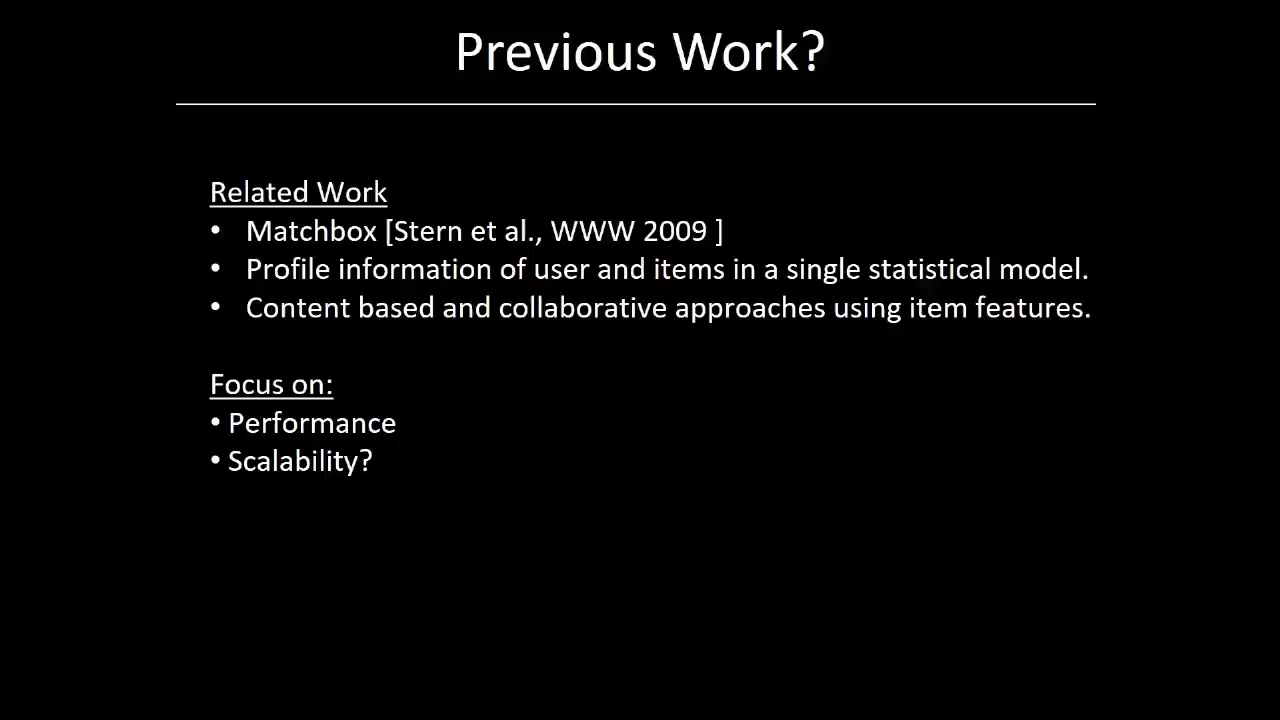 Previous Work?
Related Work
• Matchbox [Stern et al., WWW 2009 ]
• Profile information of user and items in a single statistical model.
• Content based and collaborative approaches using item features.
Focus on:
• Performance
• Scalability?